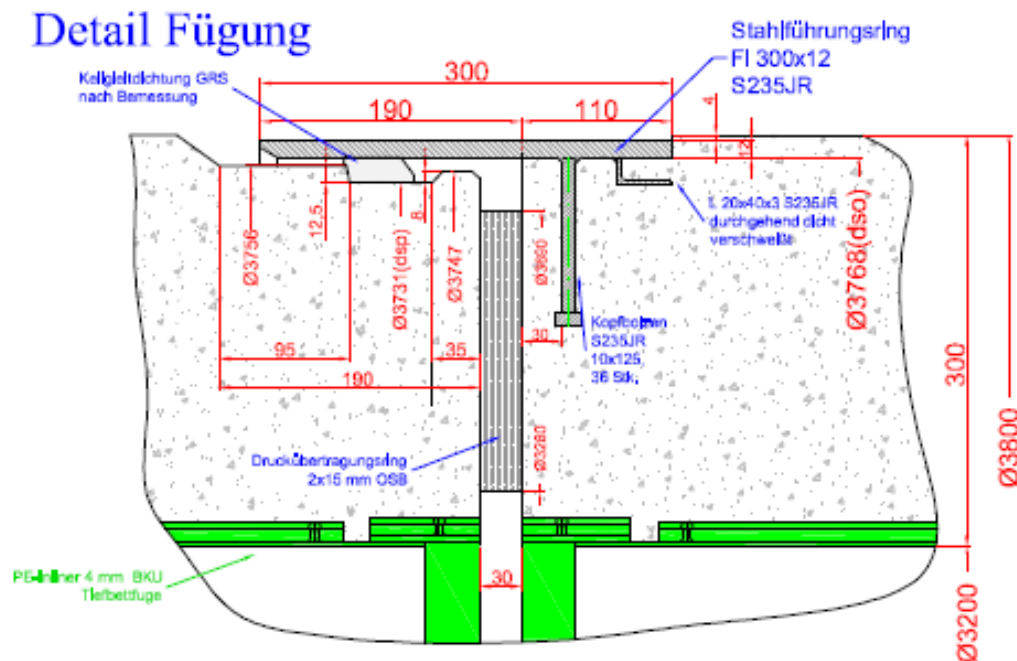 Detail Fügung
Keilgleitdichtung GRS
nach Bemessung
Stahlführungsring
Fl 300x12
S235JR
300
190
110
4
12
12,5
8
Ø3756
Ø3731(dsp)
Ø3747
Ø3690
L 20x40x3 S235JR
durchgehend dicht
verschweißt
Ø3768(dso)
30
Kopfbolzen
S235JR
10x125,
36 Stk.
95
35
190
300
Ø3800
Ø3280
Druckübertragungsring
2x15 mm OSB
PE-Inliner 4 mm BKU
Tiefbettfuge
30
Ø3200